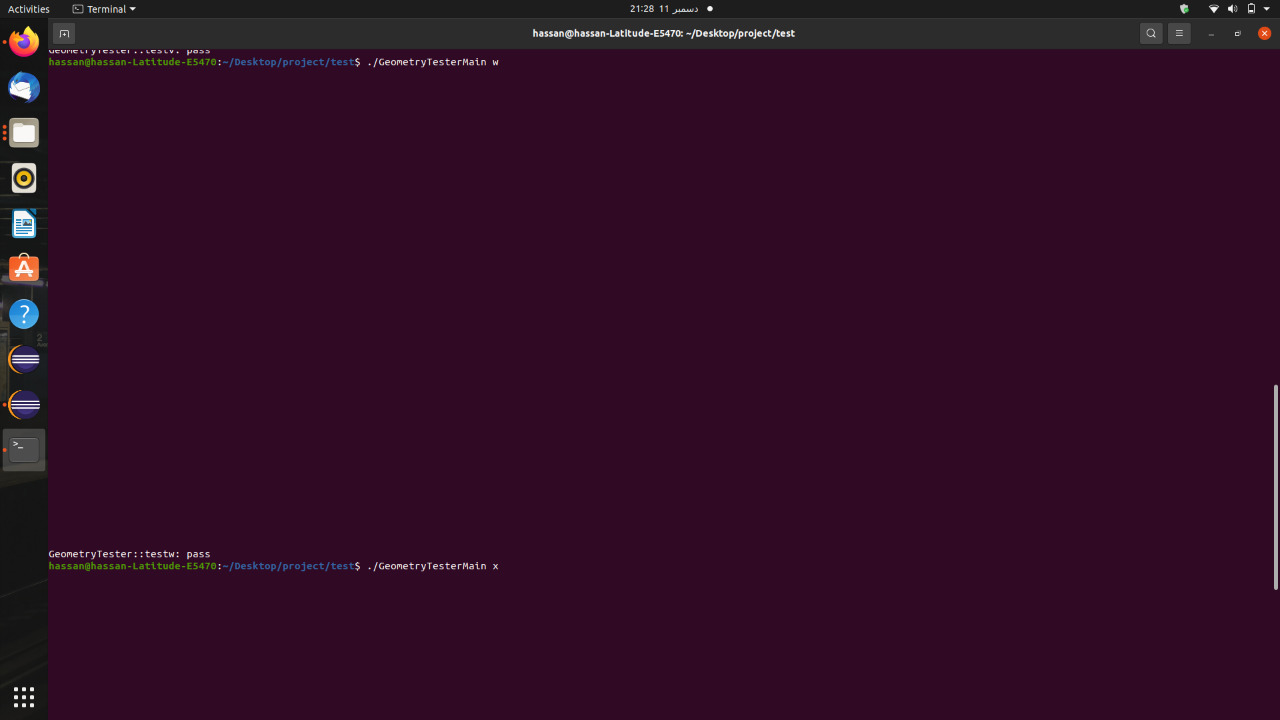 Activities
Terminal
21:28 11 دسمبر
hassan@hassan-Latitude-E5470: ~/Desktop/project/test
GeometryTester::testv: pass
hassan@hassan-Latitude-E5470:~/Desktop/project/test$ ./GeometryTesterMain w
GeometryTester::testw: pass
hassan@hassan-Latitude-E5470:~/Desktop/project/test$ ./GeometryTesterMain x